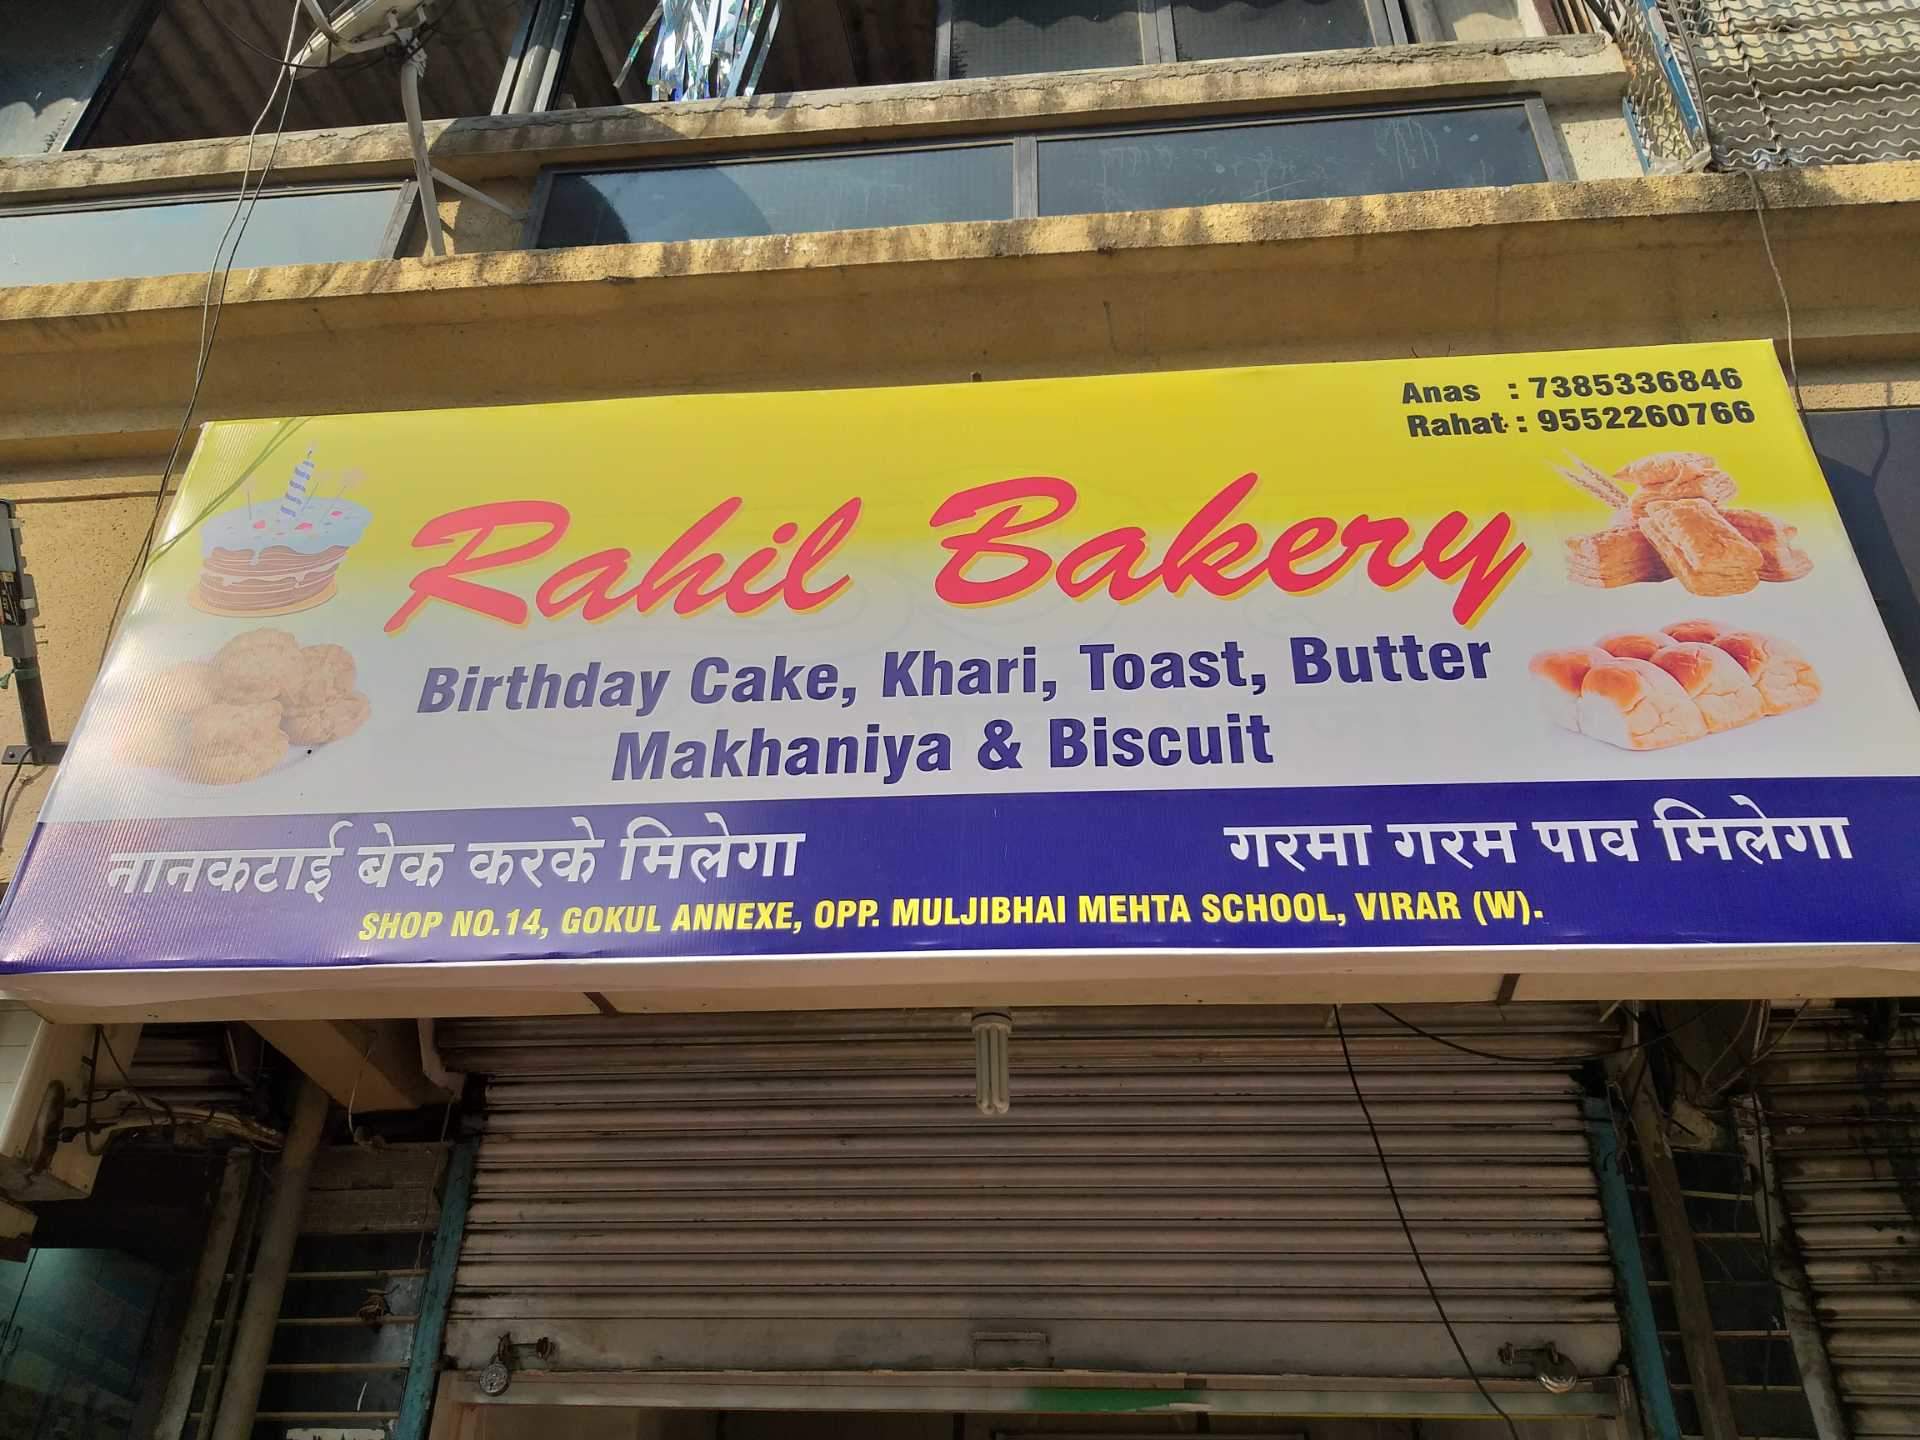 Anas : 7385336846
Rahat : 9552260766
Rahil Bakery
Birthday Cake, Khari, Toast, Butter
Makhaniya & Biscuit
नानकटाई बेक करके मिलेगा गरमा गरम पाव मिलेगा
SHOP NO.14, GOKUL ANNEXE, OPP. MULJIBHAI MEHTA SCHOOL, VIRAR (W).